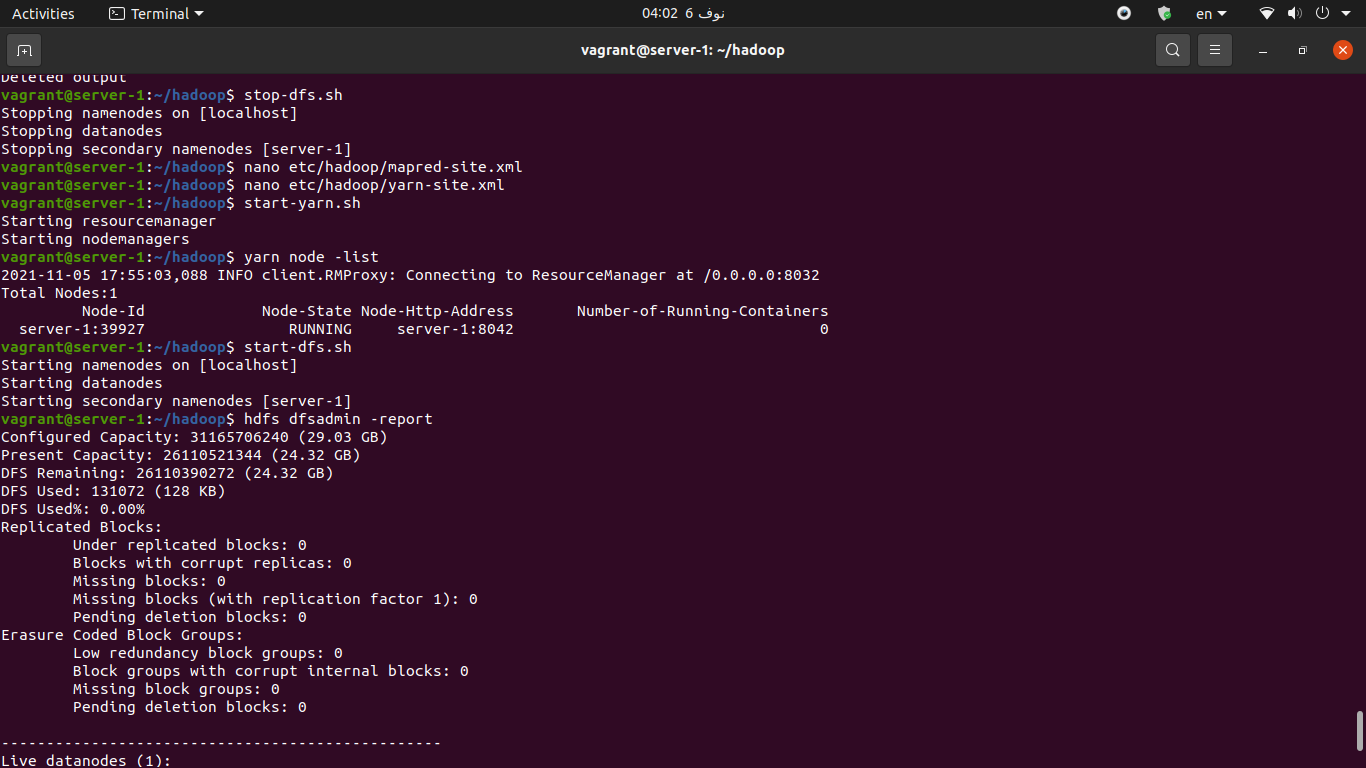 Activities Terminal 04:02 6 نوف en
vagrant@server-1: ~/hadoop
Deleted output
vagrant@server-1:~/hadoop$ stop-dfs.sh
Stopping namenodes on [localhost]
Stopping datanodes
Stopping secondary namenodes [server-1]
vagrant@server-1:~/hadoop$ nano etc/hadoop/mapred-site.xml
vagrant@server-1:~/hadoop$ nano etc/hadoop/yarn-site.xml
vagrant@server-1:~/hadoop$ start-yarn.sh
Starting resourcemanager
Starting nodemanagers
vagrant@server-1:~/hadoop$ yarn node -list
2021-11-05 17:55:03,088 INFO client.RMProxy: Connecting to ResourceManager at /0.0.0.0:8032
Total Nodes:1
Node-Id Node-State Node-Http-Address Number-of-Running-Containers
server-1:39927 RUNNING server-1:8042 0
vagrant@server-1:~/hadoop$ start-dfs.sh
Starting namenodes on [localhost]
Starting datanodes
Starting secondary namenodes [server-1]
vagrant@server-1:~/hadoop$ hdfs dfsadmin -report
Configured Capacity: 31165706240 (29.03 GB)
Present Capacity: 26110521344 (24.32 GB)
DFS Remaining: 26110390272 (24.32 GB)
DFS Used: 131072 (128 KB)
DFS Used%: 0.00%
Replicated Blocks:
Under replicated blocks: 0
Blocks with corrupt replicas: 0
Missing blocks: 0
Missing blocks (with replication factor 1): 0
Pending deletion blocks: 0
Erasure Coded Block Groups:
Low redundancy block groups: 0
Block groups with corrupt internal blocks: 0
Missing block groups: 0
Pending deletion blocks: 0
-------------------------------------------------
Live datanodes (1):